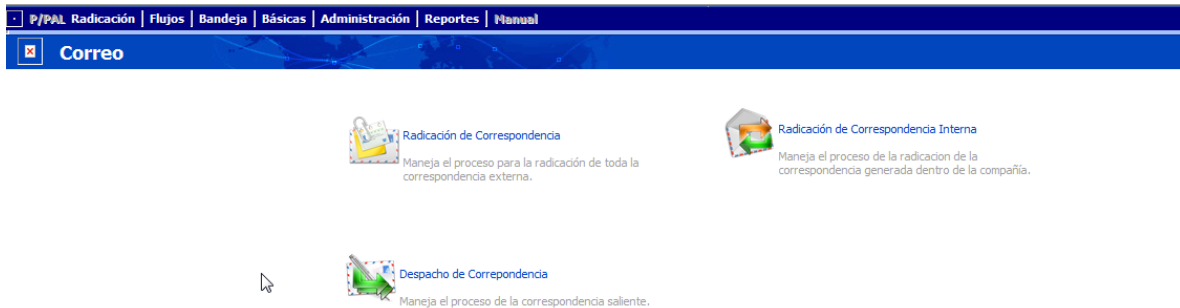 P/PAL Radicación | Flujos | Bandeja | Básicas | Administración | Reportes | Manual
Correo
Radicación de Correspondencia
Maneja el proceso para la radicación de toda la
correspondencia externa.
Radicación de Correspondencia Interna
Maneja el proceso de la radicacion de la
correspondencia generada dentro de la compañía.
Despacho de Correpondencia
Maneja el proceso de la correspondencia saliente.